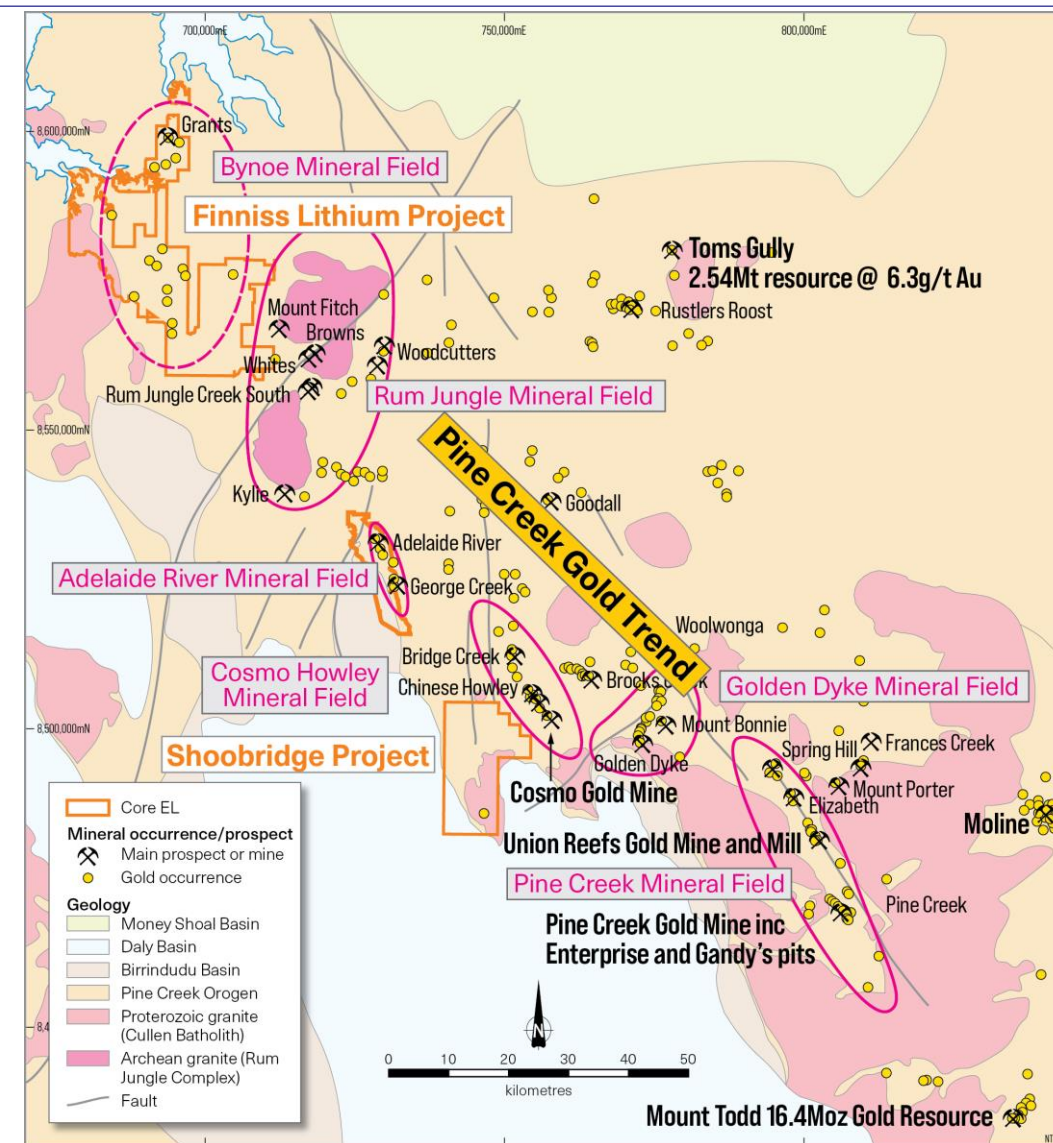 700,000mE
750,000mE
800,000mE
8,600,000mN
Grants
Bynoe Mineral Field
Finniss Lithium Project
Toms Gully
2.54Mt resource @ 6.3g/t Au
Rustlers Roost
Mount Fitch
Browns
Woodcutters
Whites
Rum Jungle Creek South
Rum Jungle Mineral Field
8,550,000mN
Pine Creek Gold Trend
Kylie
Goodall
Adelaide River
Adelaide River Mineral Field
George Creek
Woolwonga
Bridge Creek
Cosmo Howley
Mineral Field
Chinese Howley
Brocks
Golden Dyke Mineral Field
8,500,000mN
Mount Bonnie
Shoobridge Project
Golden Dyke
Spring Hill
Frances Creek
Cosmo Gold Mine
Mount Porter
Elizabeth
Moline
Union Reefs Gold Mine and Mill
Pine Creek Mineral Field
Pine Creek
Pine Creek Gold Mine inc
Enterprise and Gandy's pits
Core EL
Mineral occurrence/prospect
Main prospect or mine
Gold occurrence
Geology
Money Shoal Basin
Daly Basin
Birrindudu Basin
Pine Creek Orogen
Proterozoic granite
(Cullen Batholith)
Archean granite (Rum
Jungle Complex)
Fault
8,4
N
0 10 20 30 40 50
kilometres
Mount Todd 16.4Moz Gold Resource